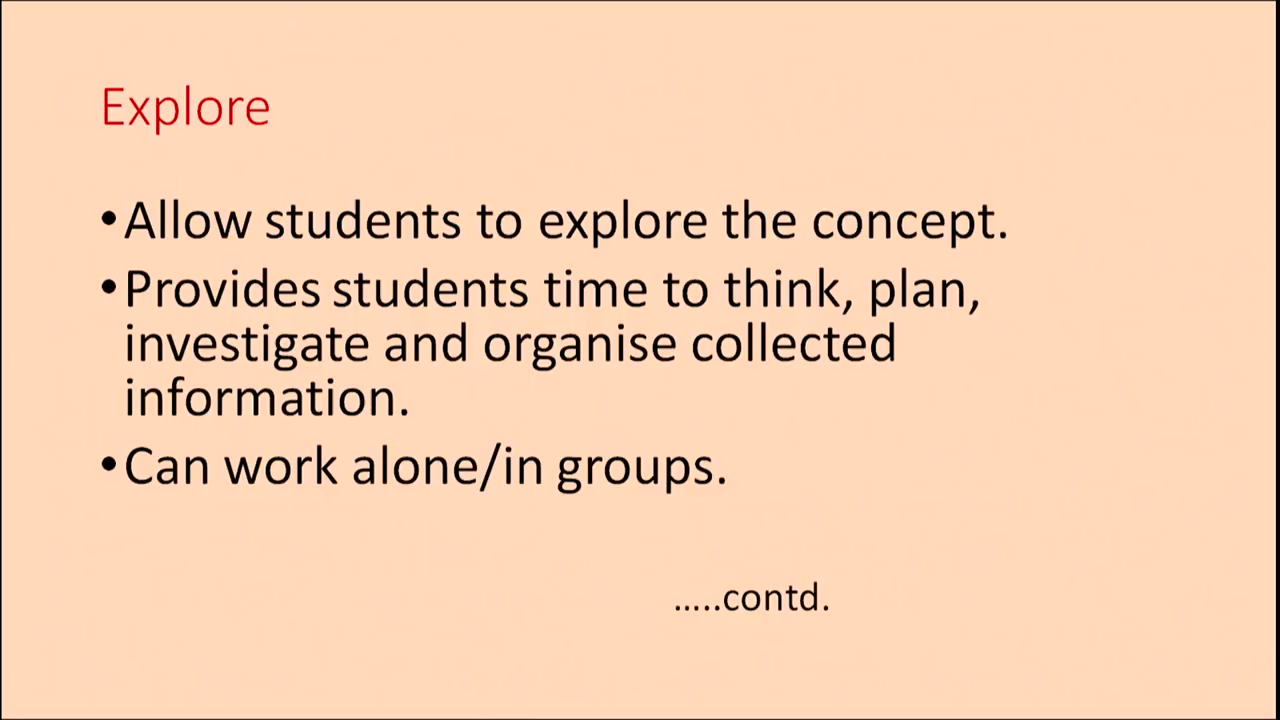 Explore
•Allow students to explore the concept.
•Provides students time to think, plan,
investigate and organise collected
information.
•Can work alone/in groups.
.....contd.